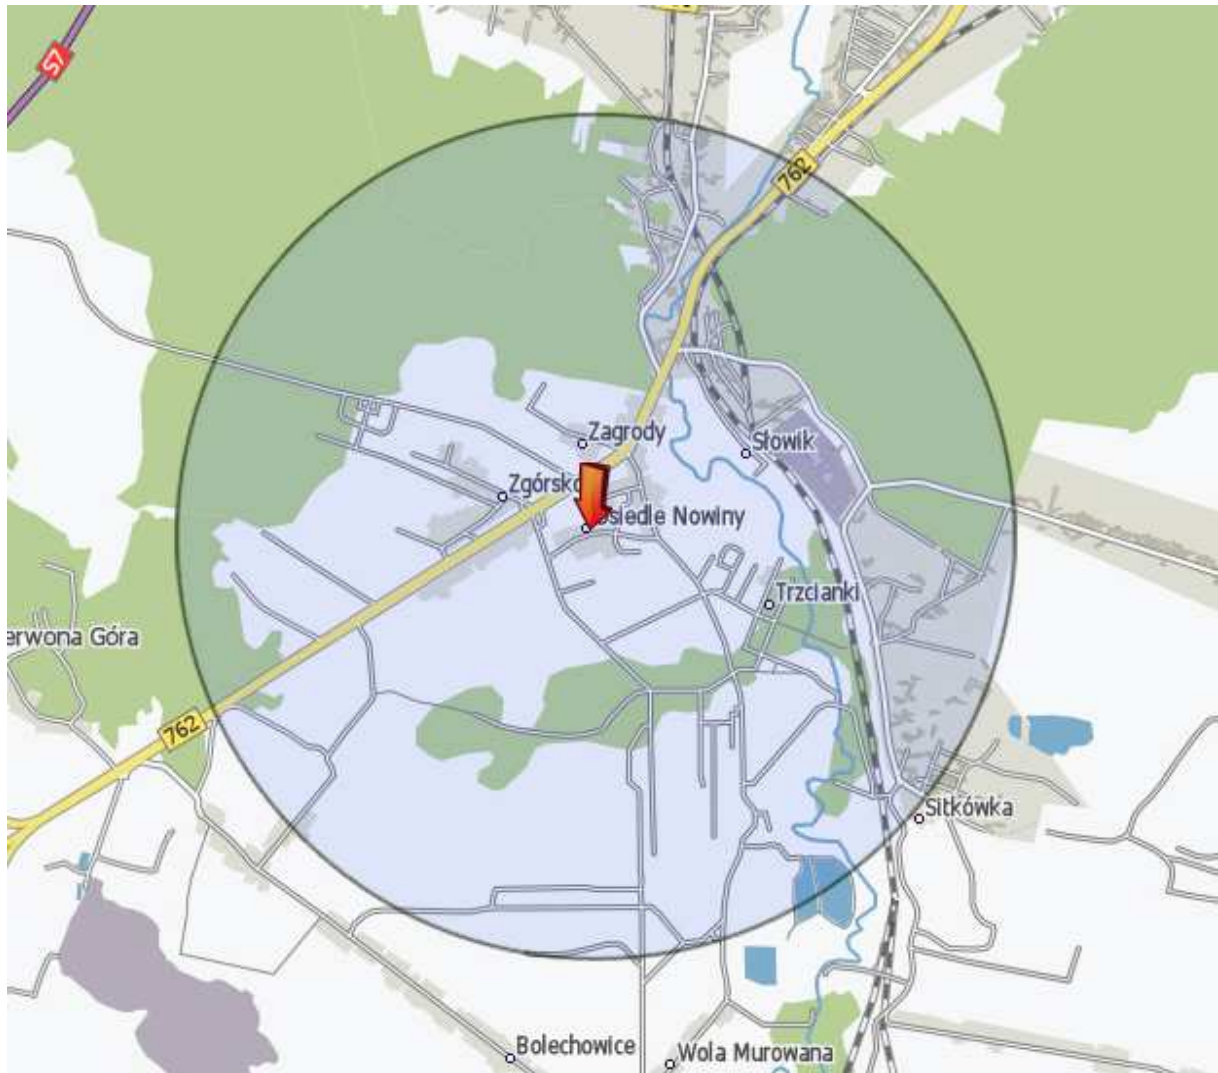 S7
762
Zagrody
Słowik
Zgórsko
Osiedle Nowiny
Trzcianki
erwona Góra
762
Sitkówka
Bolechowice
Wola Murowana